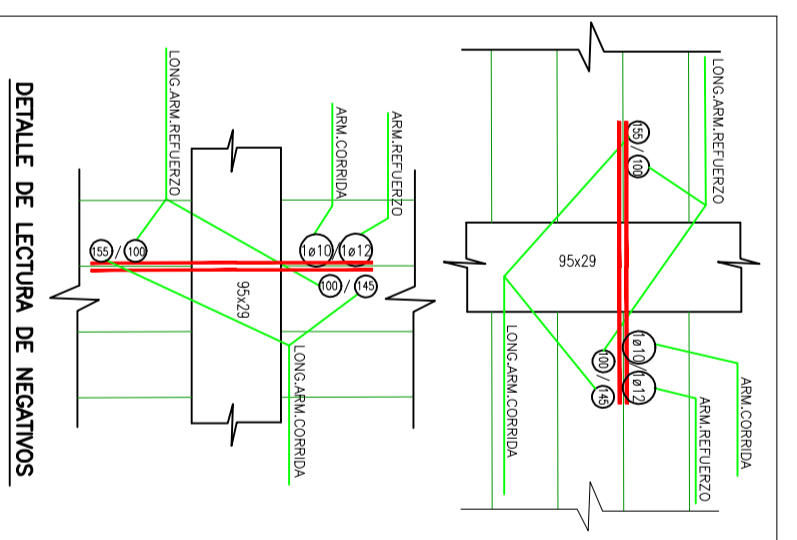 LONG.ARM.REFUERZO
155 / 100
95x29
1ø10/1ø12
100 / 145
ARM.CORRIDA
ARM.REFUERZO
LONG.ARM.CORRIDA
LONG.ARM.REFUERZO
ARM.CORRIDA
ARM.REFUERZO
155 / 100
1ø10/1ø12
100 / 145
95x29
LONG.ARM.CORRIDA
DETALLE DE LECTURA DE NEGATIVOS